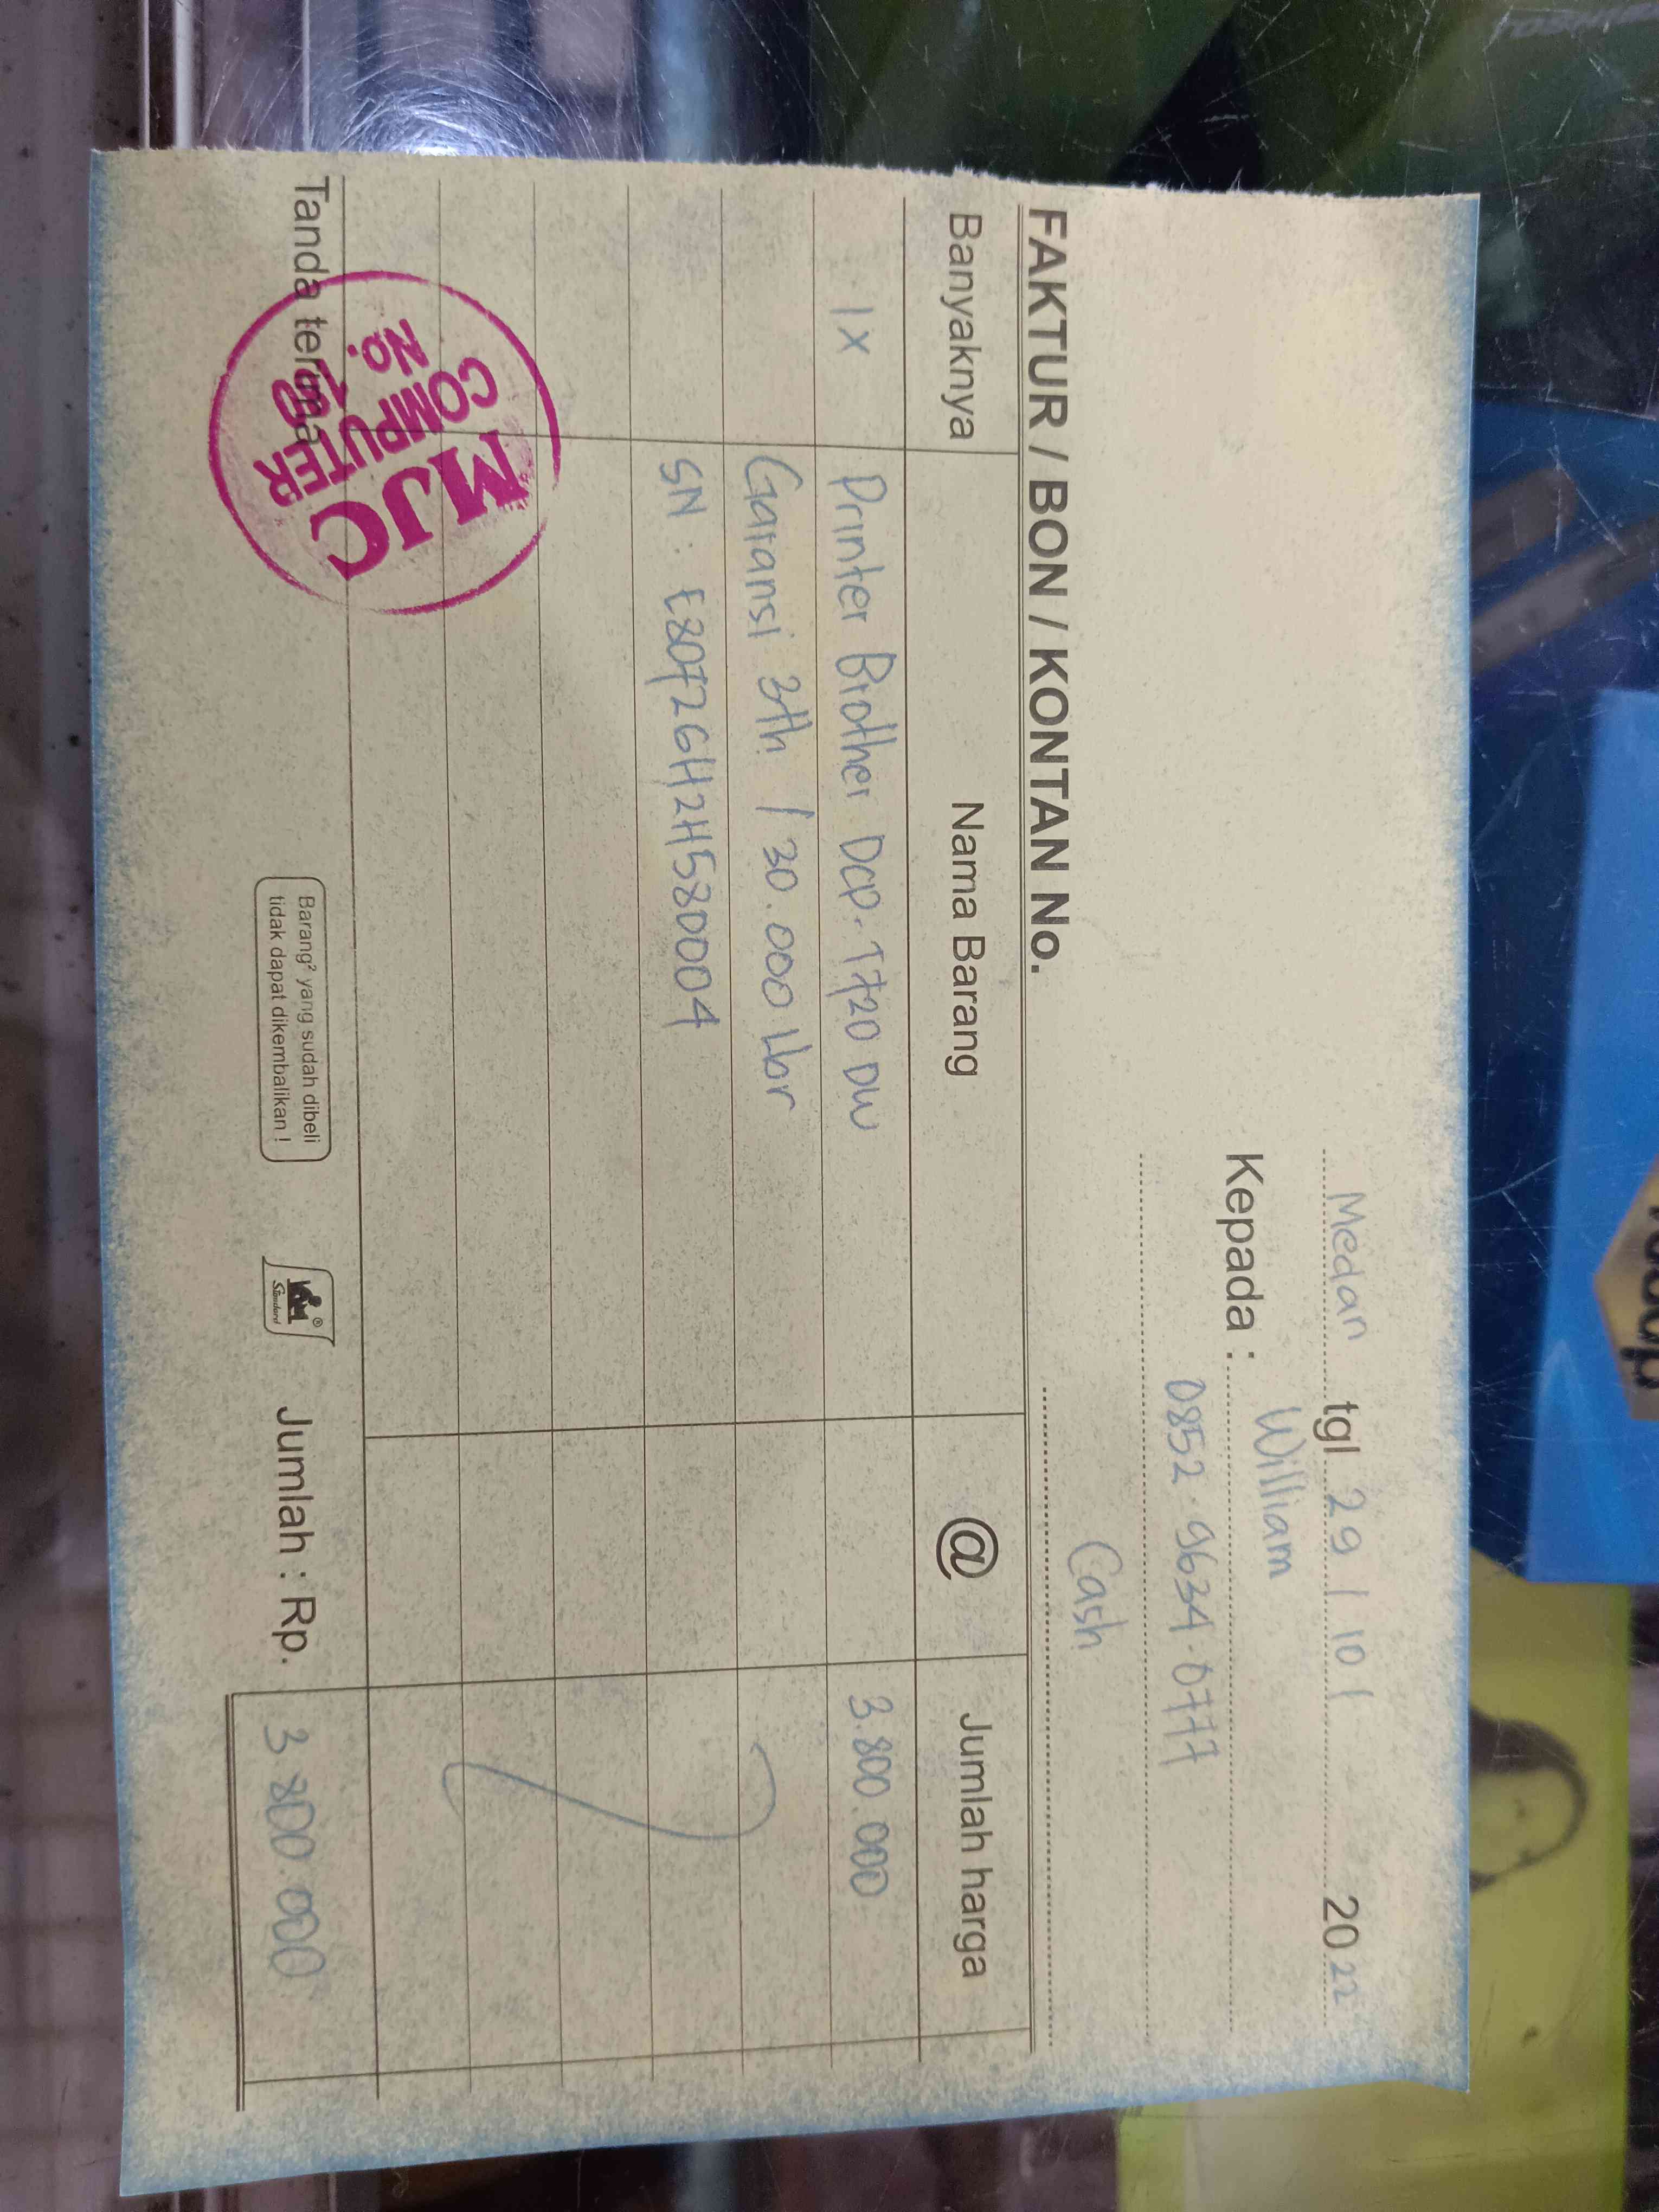 Medan tgl 29 / 10 / 2022
Kepada : William
0852-9634-0777
Cash
FAKTUR / BON / KONTAN No.
Banyaknya Nama Barang @ Jumlah harga
1x Printer Brother DCP-T720 DW 3.800.000
Garansi 3th / 30.000 Lbr
SN : E80726H2H580004
Tanda terima
MJC
COMPUTER
No.
Barang² yang sudah dibeli
tidak dapat dikembalikan !
Standard
Jumlah : Rp. 3 800.000
TOSHIBA